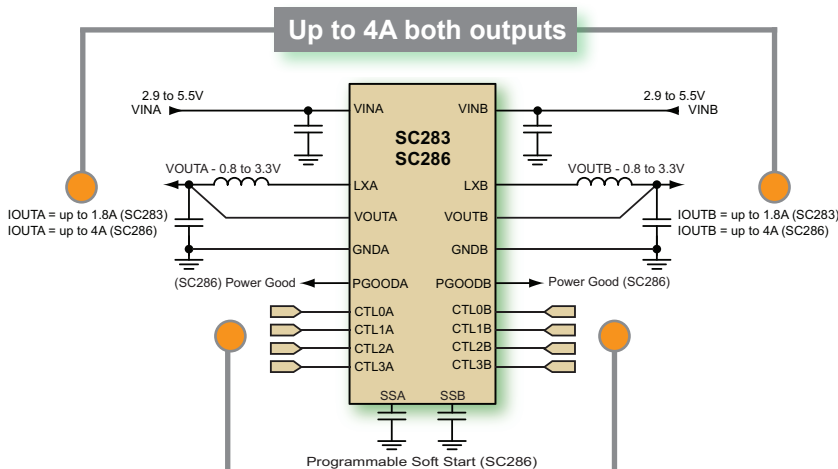 Up to 4A both outputs
2.9 to 5.5V
VINA
VINA
VINB
2.9 to 5.5V
VINB
SC283
SC286
VOUTA - 0.8 to 3.3V
LXA
LXB
VOUTB - 0.8 to 3.3V
IOUTA = up to 1.8A (SC283)
IOUTA = up to 4A (SC286)
VOUTA
VOUTB
IOUTB = up to 1.8A (SC283)
IOUTB = up to 4A (SC286)
GNDA
GNDB
(SC286) Power Good
PGOODA
PGOODB
Power Good (SC286)
CTL0A
CTL0B
CTL1A
CTL1B
CTL2A
CTL2B
CTL3A
CTL3B
SSA
SSB
Programmable Soft Start (SC286)